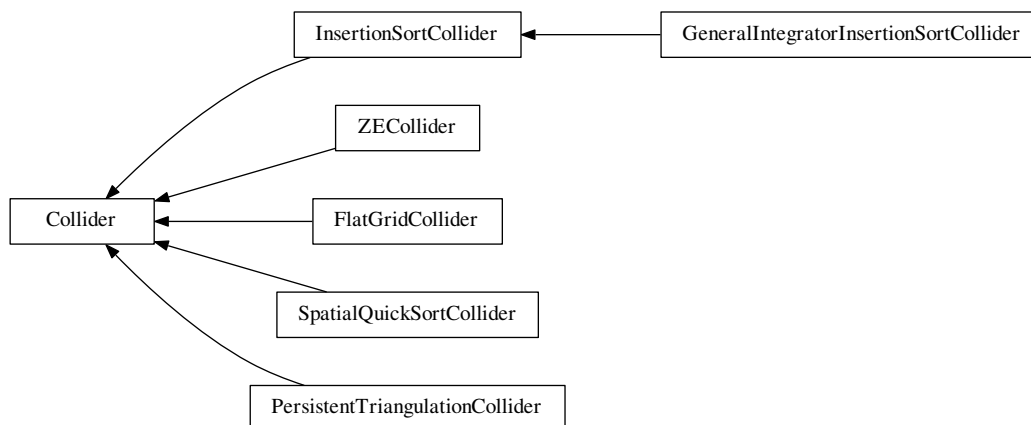 InsertionSortCollider
GeneralIntegratorInsertionSortCollider
ZECollider
Collider
FlatGridCollider
SpatialQuickSortCollider
PersistentTriangulationCollider